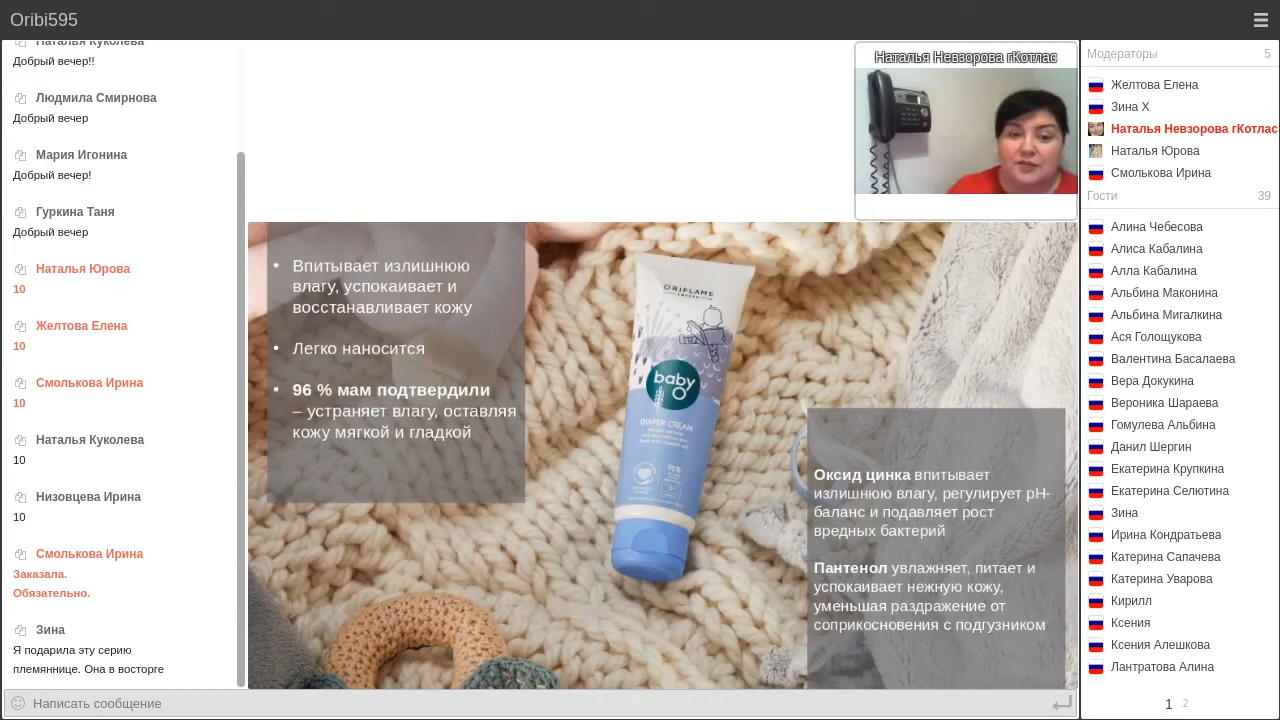 Oribi595
Наталья Куколева
Добрый вечер!!
Людмила Смирнова
Добрый вечер
Мария Игонина
Добрый вечер!
Гуркина Таня
Добрый вечер
Наталья Юрова
10
Желтова Елена
10
Смолькова Ирина
10
Наталья Куколева
10
Низовцева Ирина
10
Смолькова Ирина
Заказала.
Обязательно.
Зина
Я подарила эту серию
племяннице. Она в восторге
Написать сообщение
Наталья Невзорова гКотлас
• Впитывает излишнюю
влагу, успокаивает и
восстанавливает кожу
• Легко наносится
• 96 % мам подтвердили
– устраняет влагу, оставляя
кожу мягкой и гладкой
ORIFLAME
SWEDEN
baby
O
DIAPER CREAM
Оксид цинка впитывает
излишнюю влагу, регулирует pH-
баланс и подавляет рост
вредных бактерий
Пантенол увлажняет, питает и
успокаивает нежную кожу,
уменьшая раздражение от
соприкосновения с подгузником
Модераторы 5
Желтова Елена
Зина Х
Наталья Невзорова гКотлас
Наталья Юрова
Смолькова Ирина
Гости 39
Алина Чебесова
Алиса Кабалина
Алла Кабалина
Альбина Маконина
Альбина Мигалкина
Ася Голощукова
Валентина Басалаева
Вера Докукина
Вероника Шараева
Гомулева Альбина
Данил Шергин
Екатерина Крупкина
Екатерина Селютина
Зина
Ирина Кондратьева
Катерина Сапачева
Катерина Уварова
Кирилл
Ксения
Ксения Алешкова
Лантратова Алина
1 2